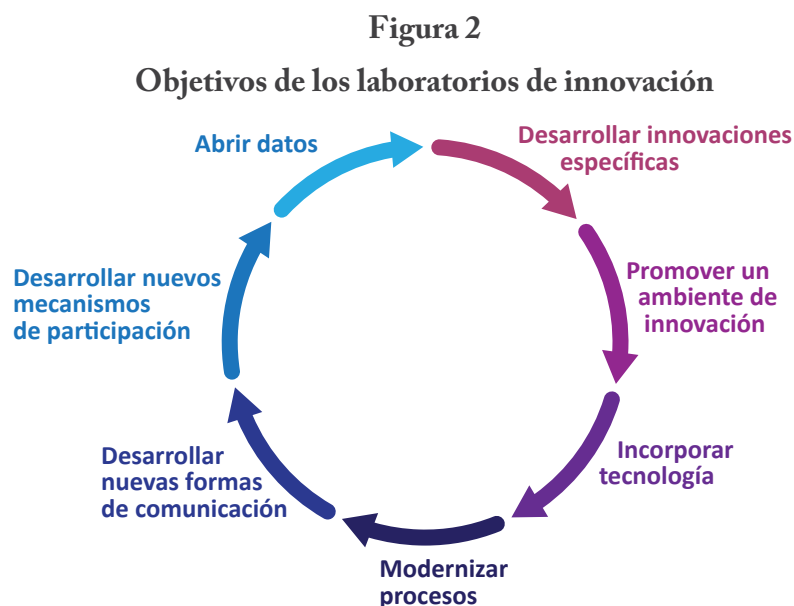 Figura 2
Objetivos de los laboratorios de innovación
Abrir datos
Desarrollar innovaciones
específicas
Promover un
ambiente de
innovación
Incorporar
tecnología
Modernizar
procesos
Desarrollar
nuevas formas
de comunicación
Desarrollar nuevos
mecanismos
de participación